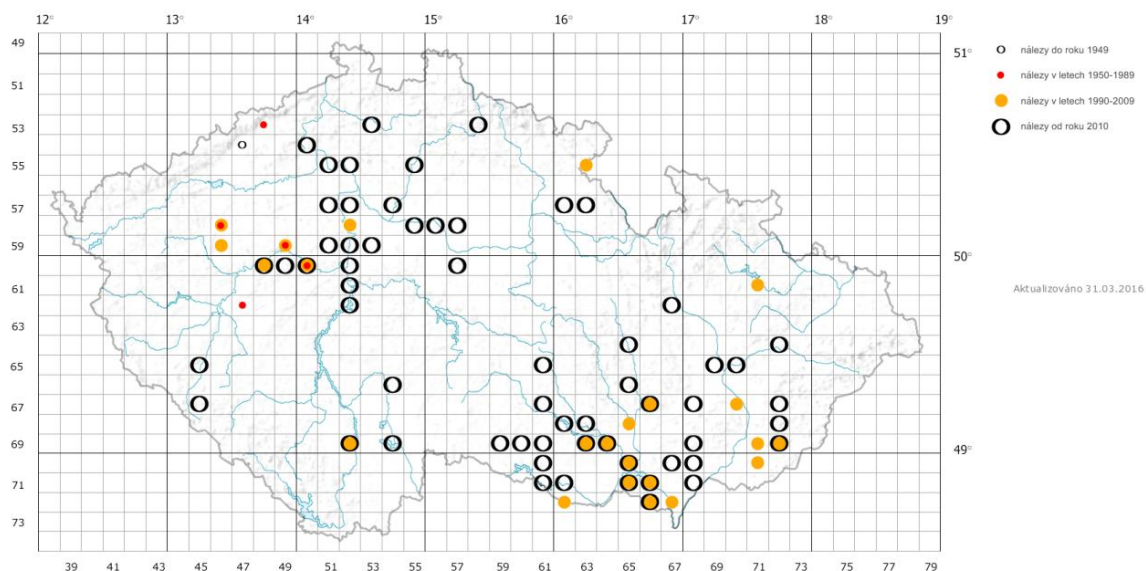 12° 13° 14° 15° 16° 17° 18° 19°
49
51°
51
53
55
57
59
50°
61
63
65
67
69
49°
71
73
39 41 43 45 47 49 51 53 55 57 59 61 63 65 67 69 71 73 75 77 79
nálezy do roku 1949
nálezy v letech 1950-1989
nálezy v letech 1990-2009
nálezy od roku 2010
Aktualizováno 31.03.2016